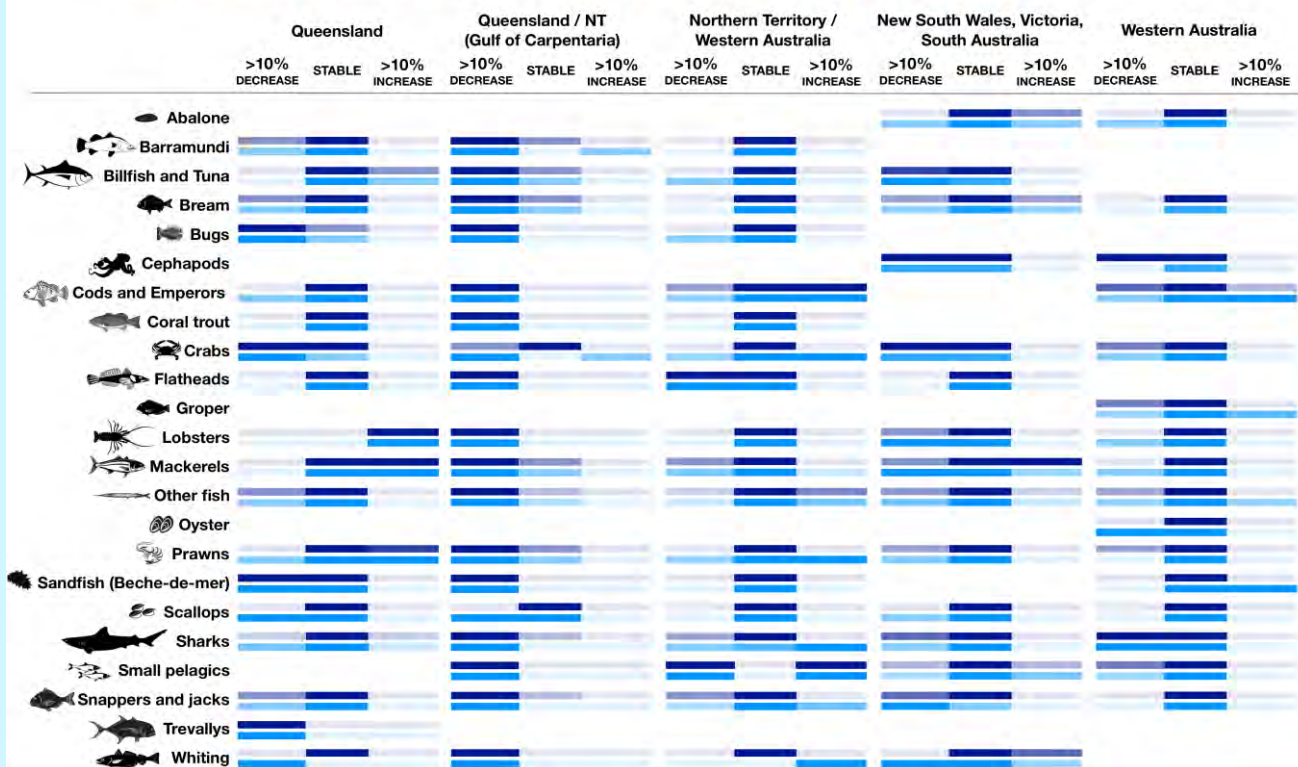 Queensland
Queensland / NT
(Gulf of Carpentaria)
Northern Territory /
Western Australia
New South Wales, Victoria,
South Australia
Western Australia
>10%
DECREASE
STABLE
>10%
INCREASE
>10%
DECREASE
STABLE
>10%
INCREASE
>10%
DECREASE
STABLE
>10%
INCREASE
>10%
DECREASE
STABLE
>10%
INCREASE
>10%
DECREASE
STABLE
>10%
INCREASE
Abalone
Barramundi
Billfish and Tuna
Bream
Bugs
Cephapods
Cods and Emperors
Coral trout
Crabs
Flatheads
Groper
Lobsters
Mackerels
Other fish
Oyster
Prawns
Sandfish (Beche-de-mer)
Scallops
Sharks
Small pelagics
Snappers and jacks
Trevallys
Whiting